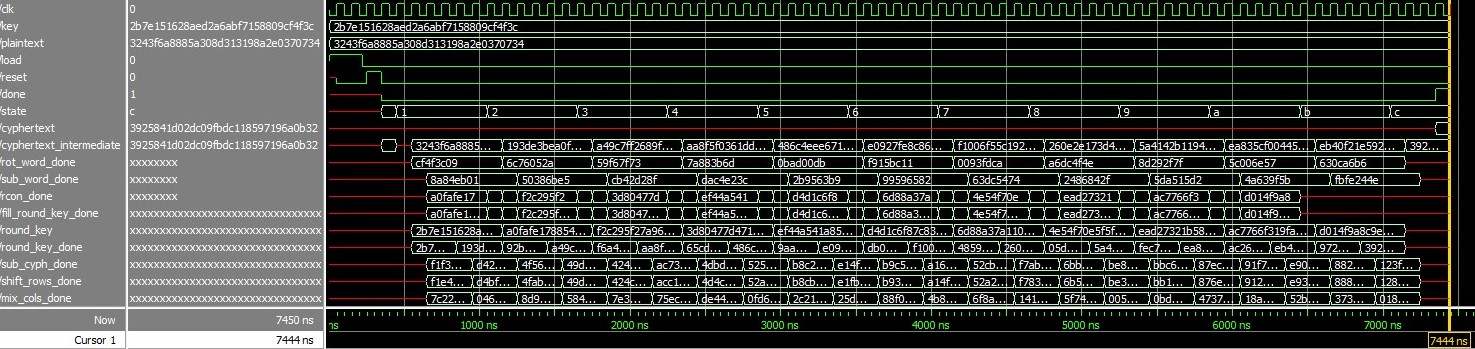 /clk 0
/key 2b7e151628aed2a6abf7158809cf4f3c 2b7e151628aed2a6abf7158809cf4f3c
/plaintext 3243f6a8885a308d313198a2e0370734 3243f6a8885a308d313198a2e0370734
/load 0
/reset 0
/done 1
/state c 1 2 3 4 5 6 7 8 9 a b c
/cyphertext 3925841d02dc09fbdc118597196a0b32
/cyphertext_intermediate 3925841d02dc09fbdc118597196a0b32 3243f6a8885... 193de3bea0f... a49c7ff2689f... aa8f5f0361dd... 486c4eee671... e0927fe8c86... f1006f55c192... 260e2e173d4... 5a4142b1194... ea835cf00445... eb40f21e592... 392...
/rot_word_done xxxxxxxx cf4f3c09 6c76052a 59f67f73 7a883b6d 0bad00db f915bc11 0093fdca a6dc4f4e 8d292f7f 5c006e57 630ca6b6
/sub_word_done xxxxxxxx 8a84eb01 50386be5 cb42d28f dac4e23c 2b9563b9 99596582 63dc5474 2486842f 5da515d2 4a639f5b fbfe244e
/rcon_done xxxxxxxx a0fafe17 f2c295f2 3d80477d ef44a541 d4d1c6f8 6d88a37a 4e54f70e ead27321 ac7766f3 d014f9a8
/fill_round_key_done xxxxxxxxxxxxxxxxxxxxxxxxxxxxxxxx a0fafe1... f2c295f... 3d8047... ef44a5... d4d1c6... 6d88a3... 4e54f7... ead273... ac7766... d014f9...
/round_key xxxxxxxxxxxxxxxxxxxxxxxxxxxxxxxx 2b7e151628a... a0fafe178854... f2c295f27a96... 3d80477d471... ef44a541a85... d4d1c6f87c83... 6d88a37a110... 4e54f70e5f5f... ead27321b58... ac7766f319fa... d014f9a8c9e...
/round_key_done xxxxxxxxxxxxxxxxxxxxxxxxxxxxxxxx 2b7... 193d... 92b... a49c... f6a4... aa8f... 65cd... 486c... 9aa... e09... db0... f100... 4859... 260... 05d... 5a4... fec7... ea8... ac26... eb4... 972... 392...
/sub_cyph_done xxxxxxxxxxxxxxxxxxxxxxxxxxxxxxxx f1f3... d42... 4f56... 49d... 424... ac73... 4dbd... 525... b8c2... e14f... b9c5... a16... 52cb... f7ab... 6bb... be8... bbc6... 87ec... 91f7... e90... 882... 123f...
/shift_rows_done xxxxxxxxxxxxxxxxxxxxxxxxxxxxxxxx f1e4... d4bf... 4fab... 49d... 424c... acc1... 4d4c... 52a... b8cb... e1fb... b93... a14f... 52a2... f783... 6b5... be3... bb1... 876e... 912... e93... 888... 128...
/mix_cols_done xxxxxxxxxxxxxxxxxxxxxxxxxxxxxxxx 7c22... 046... 8d9... 584... 7e3... 75ec... de44... 0fd6... 2c21... 25d... 88f0... 4b8... 6f8a... 141... 5f74... 005... 0bd... 4737... 18a... 52b... 373... 018...
Now 7450 ns ns 1000 ns 2000 ns 3000 ns 4000 ns 5000 ns 6000 ns 7000 ns
Cursor 1 7444 ns 7444 ns